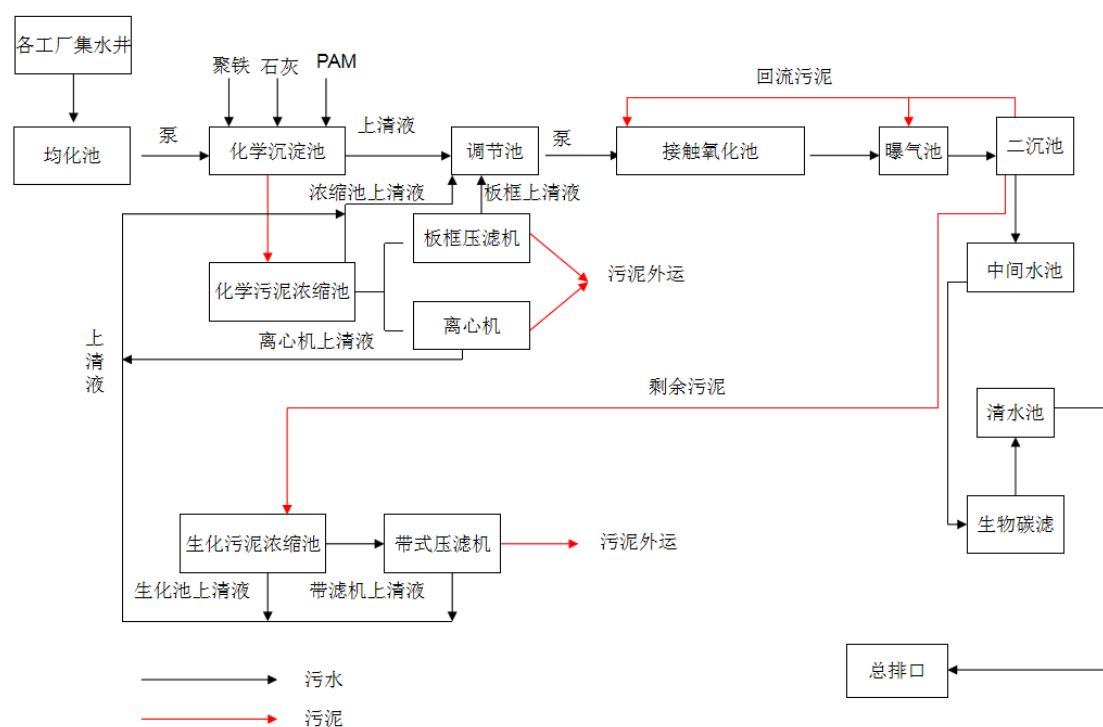 各工厂集水井
聚铁
石灰
PAM
回流污泥
均化池
泵
化学沉淀池
上清液
调节池
泵
接触氧化池
曝气池
二沉池
浓缩池上清液
板框上清液
板框压滤机
化学污泥浓缩池
污泥外运
中间水池
离心机
离心机上清液
上
清
液
剩余污泥
清水池
生物碳滤
生化污泥浓缩池
带式压滤机
污泥外运
生化池上清液
带滤机上清液
总排口
污水
污泥